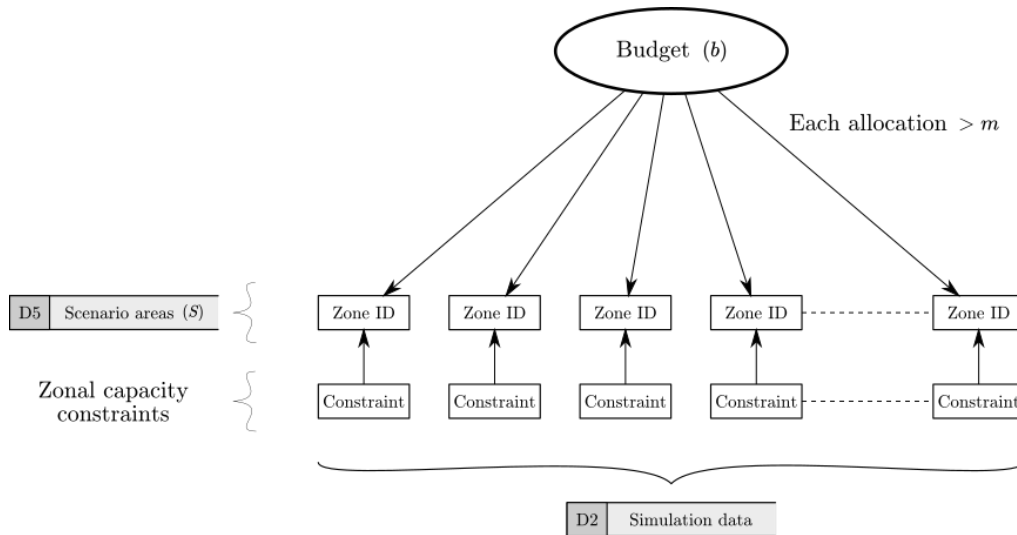 Budget (b)
Each allocation > m
D5 Scenario areas (S)
Zone ID Zone ID Zone ID Zone ID Zone ID
Zonal capacity
constraints
Constraint Constraint Constraint Constraint Constraint
D2 Simulation data